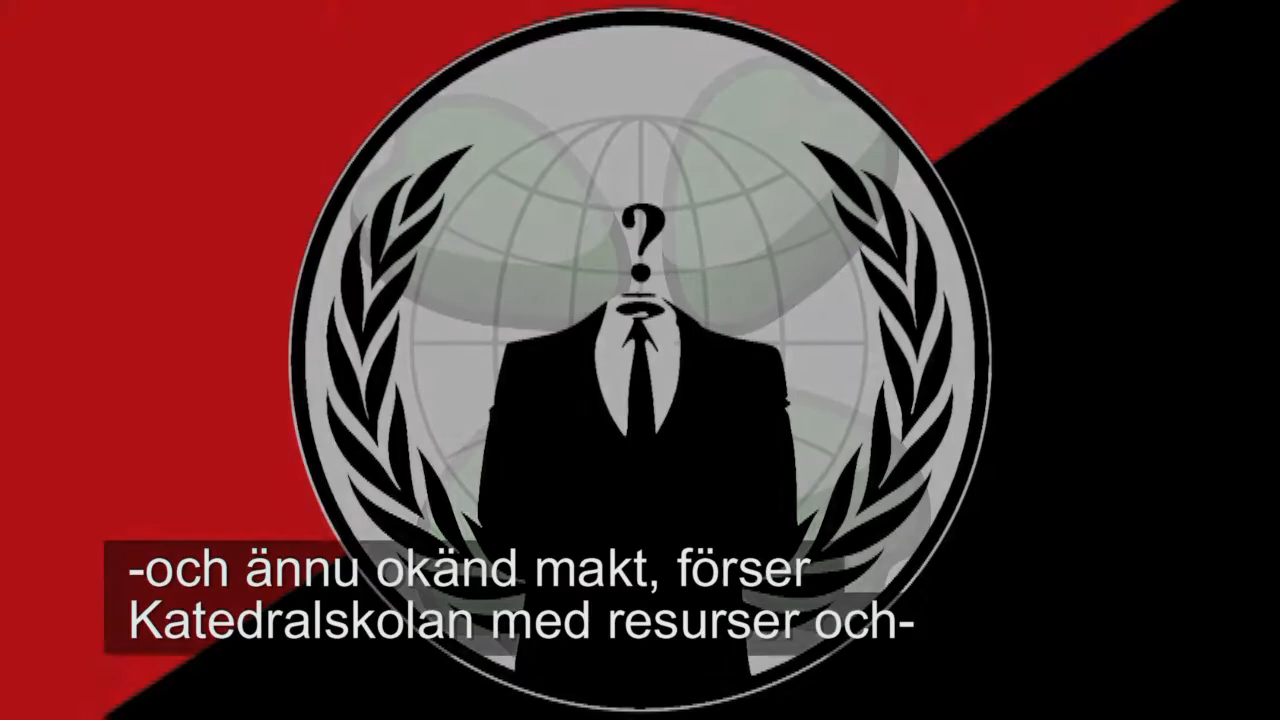 ?
-och ännu okänd makt, förser
Katedralskolan med resurser och-